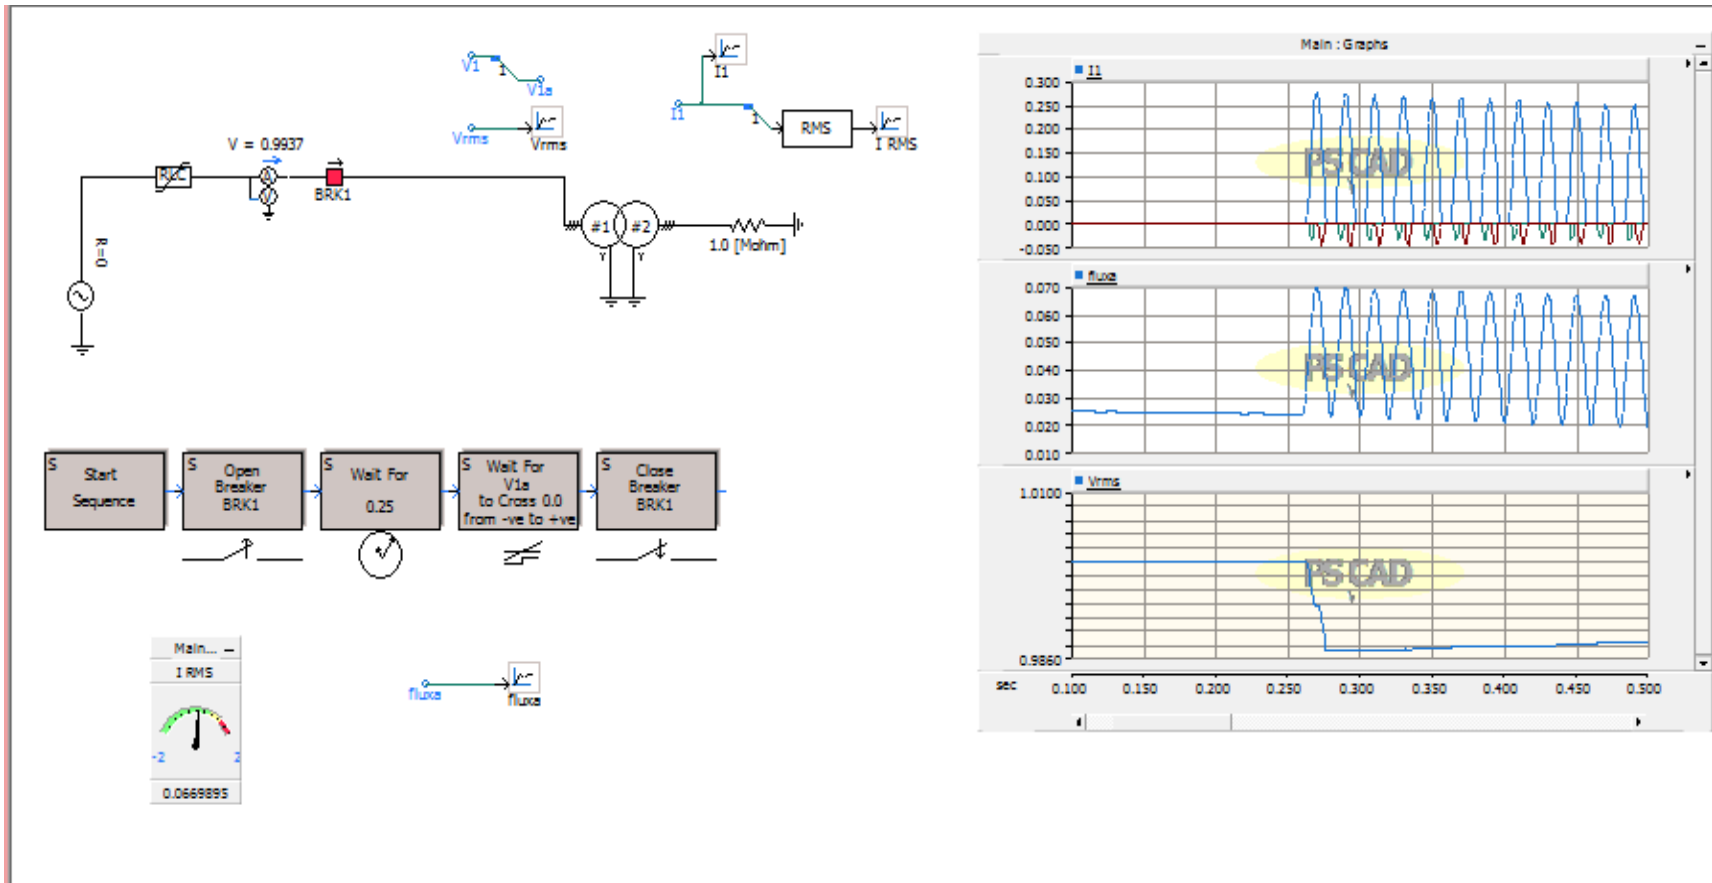 V1
1
V1a
Vrms
Vrms
I1
I1
1
RMS
I RMS
V = 0.9937
RLC
A
V
BRK1
R=0
#1
#2
Y
Y
1.0 [Mohm]
S
Start
Sequence
S
Open
Breaker
BRK1
S
Wait For
0.25
S
Wait For
V1a
to Cross 0.0
from -ve to +ve
S
Close
Breaker
BRK1
Main...
I RMS
-2
2
0.0669895
fluxa
fluxa
Main : Graphs
I1
0.300
0.250
0.200
0.150
0.100
0.050
0.000
-0.050
PSCAD
fluxa
0.070
0.060
0.050
0.040
0.030
0.020
0.010
PSCAD
Vrms
1.0100
0.9860
PSCAD
sec
0.100
0.150
0.200
0.250
0.300
0.350
0.400
0.450
0.500